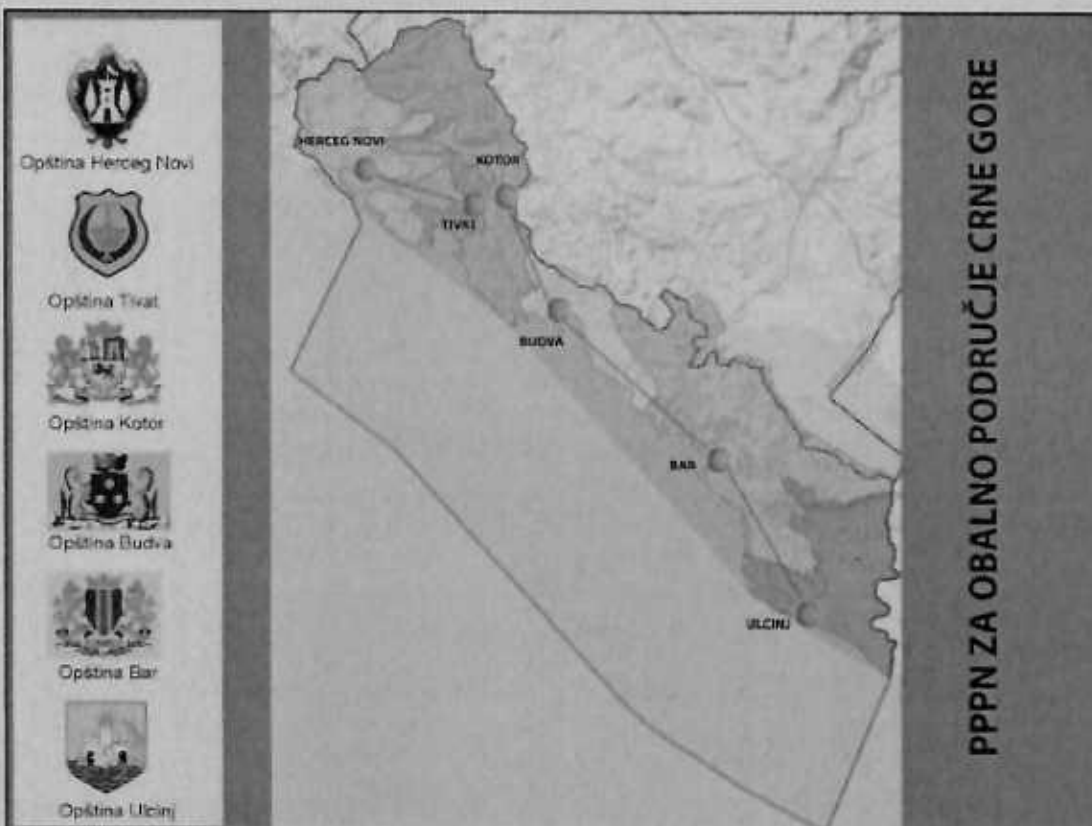 Opština Herceg Novi
Opština Tivat
Opština Kotor
Opština Budva
Opština Bar
Opština Ulcinj
HERCEG NOVI
KOTOR
TIVAT
BUDVA
BAR
ULCINJ
PPPN ZA OBALNO PODRUČJE CRNE GORE